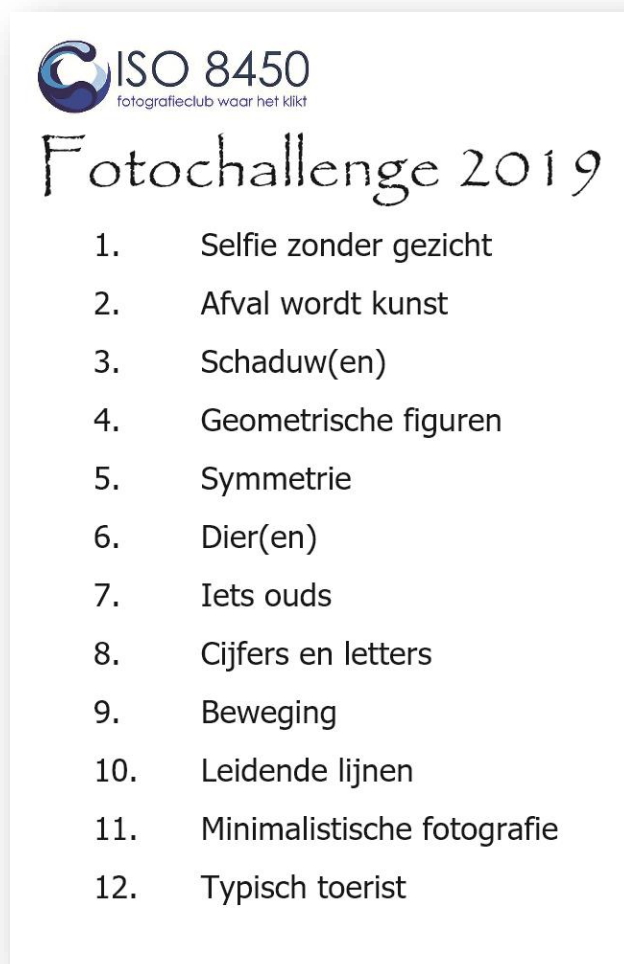 ISO 8450
fotografieclub waar het klikt
Fotochallenge 2019
1. Selfie zonder gezicht
2. Afval wordt kunst
3. Schaduw(en)
4. Geometrische figuren
5. Symmetrie
6. Dier(en)
7. Iets ouds
8. Cijfers en letters
9. Beweging
10. Leidende lijnen
11. Minimalistische fotografie
12. Typisch toerist